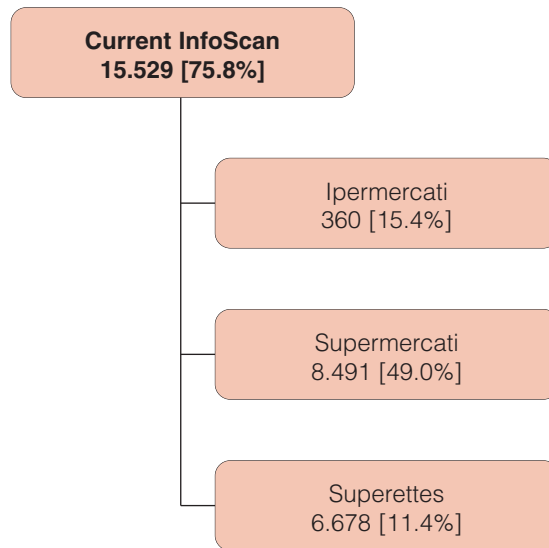 Current InfoScan
15.529 [75.8%]
Ipermercati
360 [15.4%]
Supermercati
8.491 [49.0%]
Superettes
6.678 [11.4%]